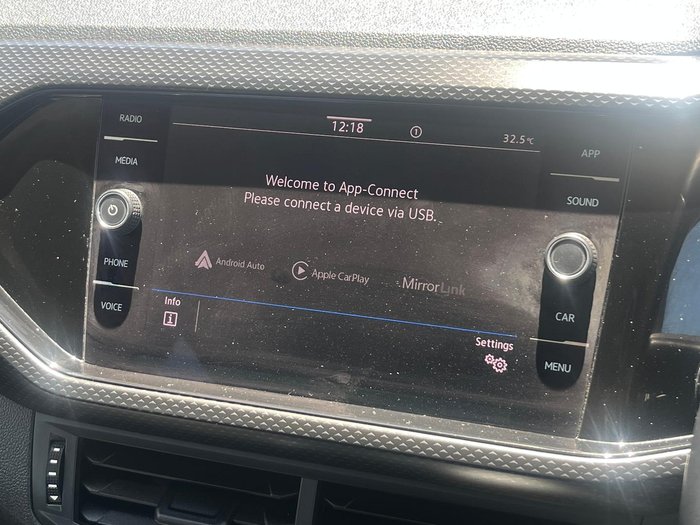 RADIO
MEDIA
PHONE
VOICE
12:18
1
32.5°C
Welcome to App-Connect
Please connect a device via USB.
Android Auto
Apple CarPlay
MirrorLink
Info
i
Settings
APP
SOUND
CAR
MENU